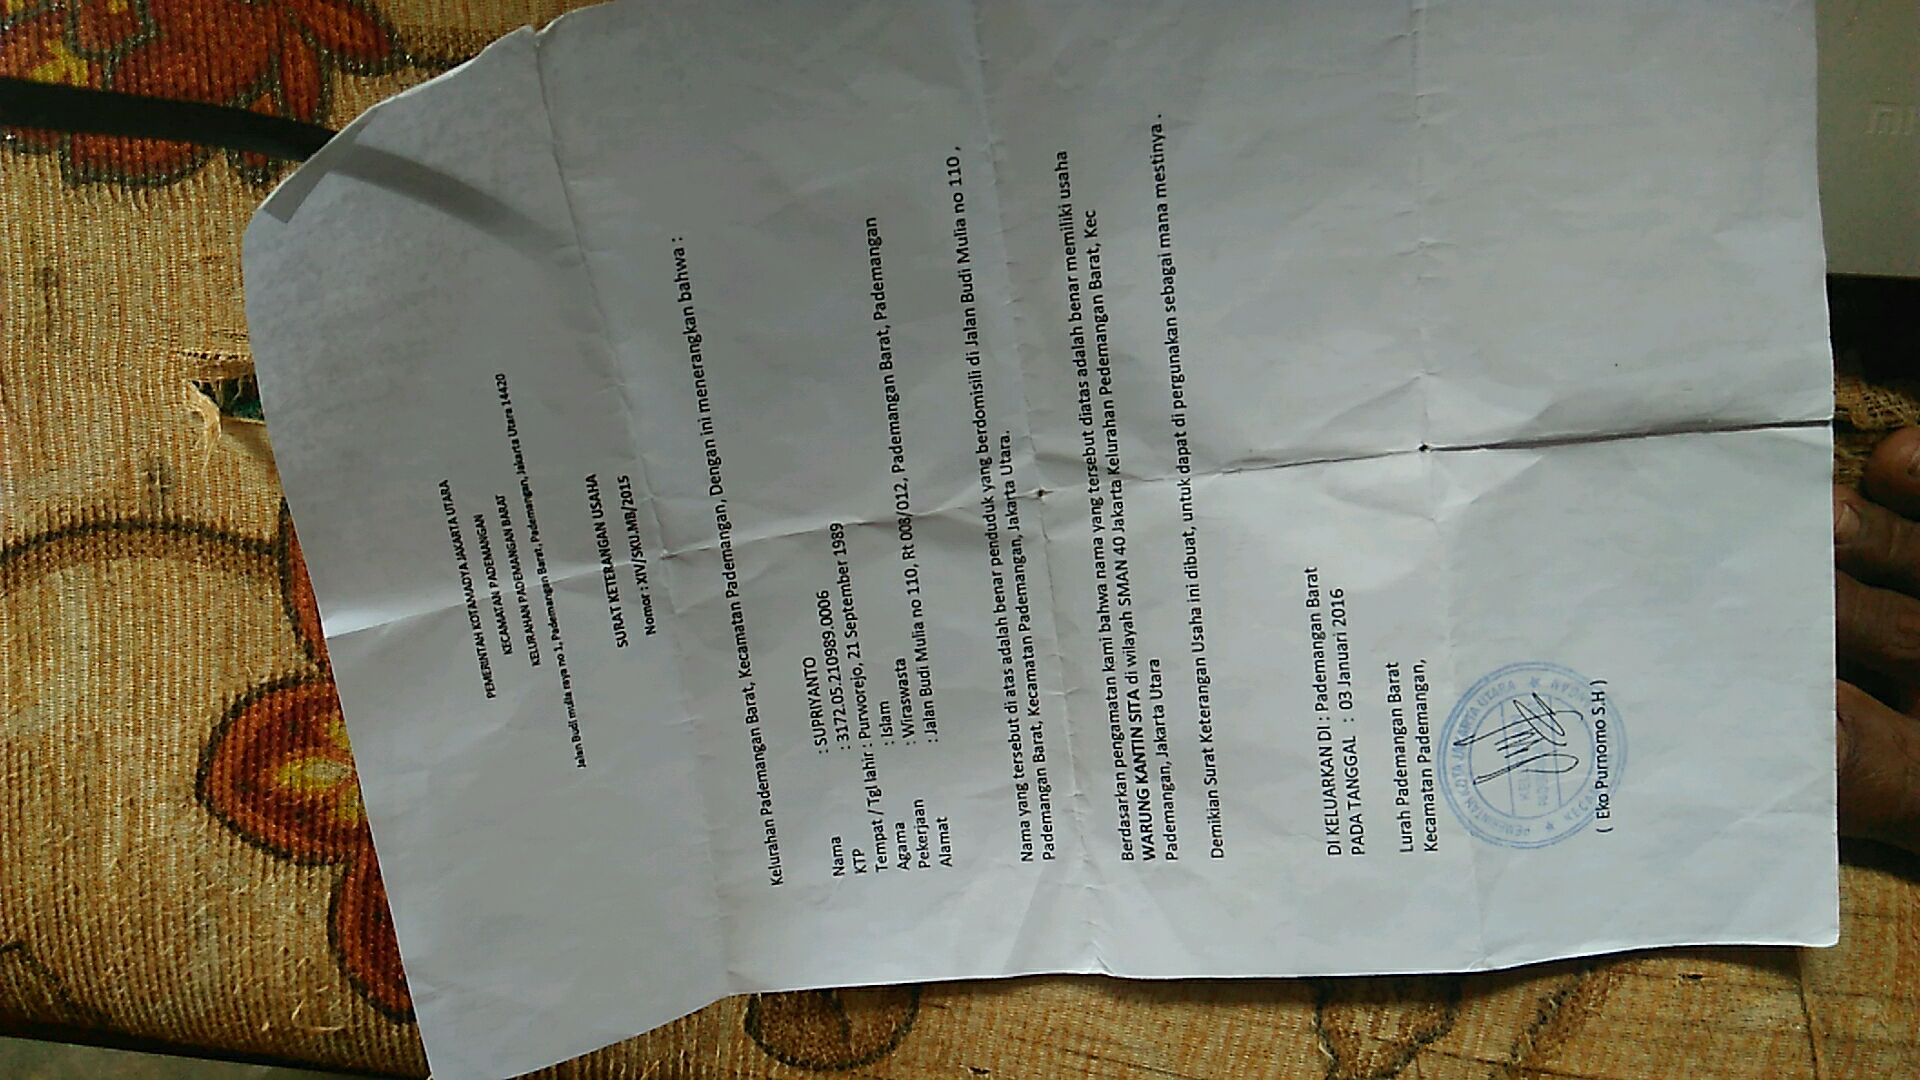 PEMERINTAH KOTAMADYA JAKARTA UTARA
KECAMATAN PADEMANGAN
KELURAHAN PADEMANGAN BARAT
Jalan Budi mulia raya no 1, Pademangan Barat, Pademangan, Jakarta Utara 14420
SURAT KETERANGAN USAHA
Nomor : XIV/SKU.MB/2015
Kelurahan Pademangan Barat, Kecamatan Pademangan, Dengan ini menerangkan bahwa :
Nama : SUPRIYANTO
KTP : 3172.05.210989.0006
Tempat / Tgl lahir : Purworejo, 21 September 1989
Agama : Islam
Pekerjaan : Wiraswasta
Alamat : Jalan Budi Mulia no 110, Rt 008/012, Pademangan Barat, Pademangan
Nama yang tersebut di atas adalah benar penduduk yang berdomisili di Jalan Budi Mulia no 110 ,
Pademangan Barat, Kecamatan Pademangan, Jakarta Utara.
Berdasarkan pengamatan kami bahwa nama yang tersebut diatas adalah benar memiliki usaha
WARUNG KANTIN SITA di wilayah SMAN 40 Jakarta Kelurahan Pedemangan Barat, Kec
Pademangan, Jakarta Utara
Demikian Surat Keterangan Usaha ini dibuat, untuk dapat di pergunakan sebagai mana mestinya .
DI KELUARKAN DI : Pademangan Barat
PADA TANGGAL : 03 Januari 2016
Lurah Pademangan Barat
Kecamatan Pademangan,
PEMERINTAH KOTA JAKARTA UTARA
( Eko Purnomo S.H )